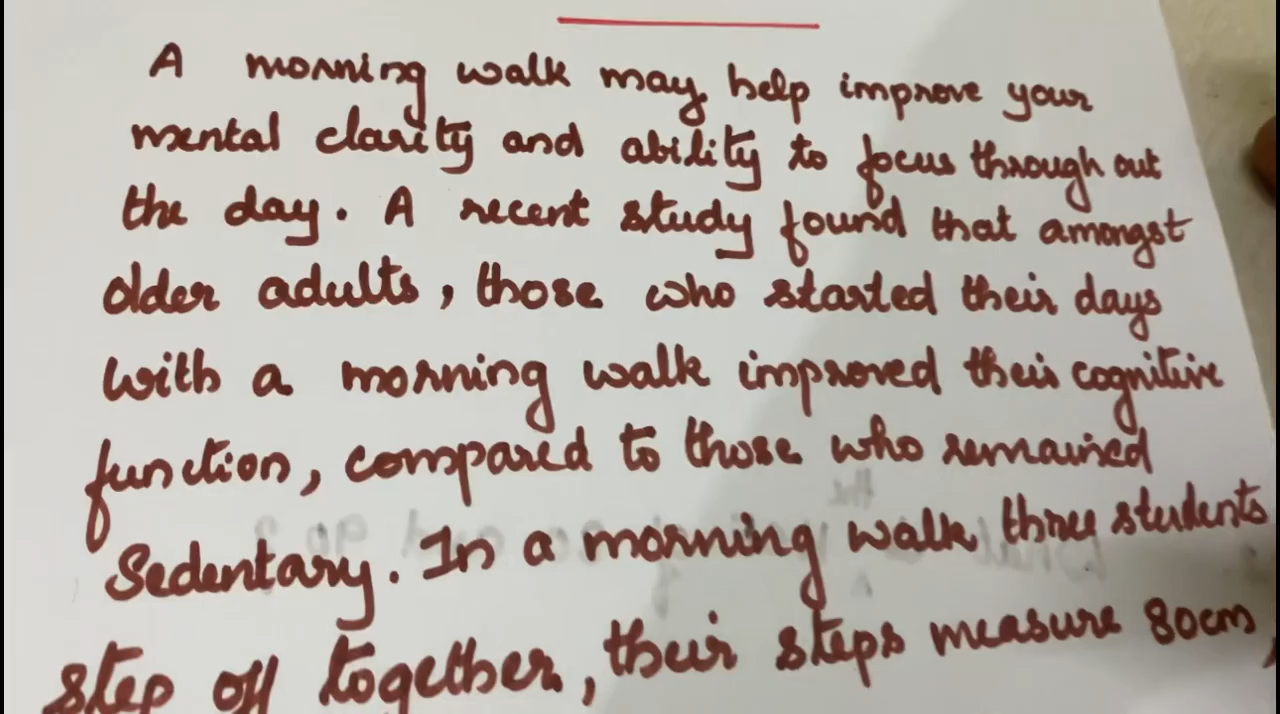 A morning walk may help improve your
mental clarity and ability to focus through out
the day. A recent study found that amongst
older adults, those who started their days
with a morning walk improved their cognitive
function, compared to those who remained
Sedentary. In a morning walk three students
step off together, their steps measure 80cm,